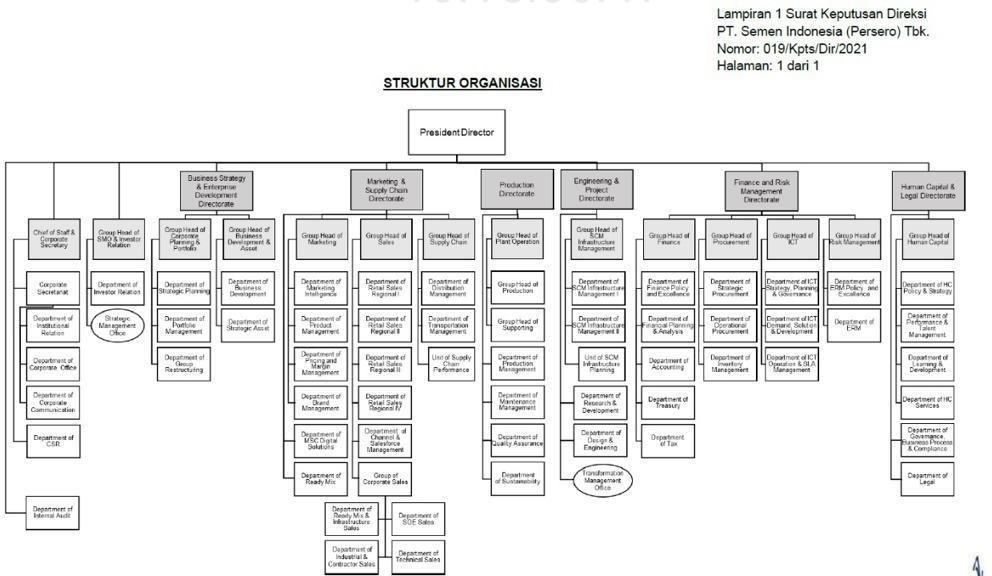 Lampiran 1 Surat Keputusan Direksi
PT. Semen Indonesia (Persero) Tbk.
Nomor: 019/Kpts/Dir/2021
Halaman: 1 dari 1
STRUKTUR ORGANISASI
President Director
Business Strategy
& Enterprise
Development
Directorate
Marketing &
Supply Chain
Directorate
Production
Directorate
Engineering &
Project
Directorate
Finance and Risk
Management
Directorate
Human Capital &
Legal Directorate
Chief of Staff &
Corporate
Secretary
Group Head of
SMO & Investor
Relation
Group Head of
Corporate
Planning &
Portfolio
Group Head of
Business
Development &
Asset
Group Head of
Marketing
Group Head of
Sales
Group Head of
Supply Chain
Group Head of
Plant Operation
Group Head of
SCM
Infrastructure
Management
Group Head of
Finance
Group Head of
Procurement
Group Head of
ICT
Group Head of
Risk Management
Group Head of
Human Capital
Corporate
Secretariat
Department of
Investor Relation
Department of
Strategic Planning
Department of
Business
Development
Department of
Marketing
Intelligence
Department of
Retail Sales
Regional I
Department of
Distribution
Management
Group Head of
Production
Department of
SCM Infrastructure
Management I
Department of
Finance Policy
and Excellence
Department of
Strategic
Procurement
Department of ICT
Strategy, Planning
& Governance
Department of
ERM Policy, and
Excellence
Department of HC
Policy & Strategy
Department of
Institutional
Relation
Strategic
Management
Office
Department of
Portfolio
Management
Department of
Strategic Asset
Department of
Product
Management
Department of
Retail Sales
Regional II
Department of
Transportation
Management
Group Head of
Supporting
Department of
SCM Infrastructure
Management II
Department of
Financial Planning
& Analysis
Department of
Operational
Procurement
Department of ICT
Demand, Solution
& Development
Department of
ERM
Department of
Performance &
Talent
Management
Department of
Corporate Office
Department of
Group
Restructuring
Department of
Pricing and
Margin
Management
Department of
Retail Sales
Regional II
Unit of Supply
Chain
Performance
Department of
Production
Management
Unit of SCM
Infrastructure
Planning
Department of
Accounting
Department of
Inventory
Management
Department of ICT
Operation & SLA
Management
Department of
Learning &
Development
Department of
Corporate
Communication
Department of
Brand
Management
Department of
Retail Sales
Regional IV
Department of
Maintenance
Management
Department of
Research &
Development
Department of
Treasury
Department of HC
Services
Department of
CSR
Department of
MSC Digital
Solutions
Department of
Channel &
Salesforce
Management
Department of
Quality Assurance
Department of
Design &
Engineering
Department
of Tax
Department of
Governance,
Business Process
& Compliance
Department of
Ready Mix
Group of
Corporate Sales
Department
of Sustainability
Transformation
Management
Office
Department of
Legal
Department of
Internal Audit
Department of
Ready Mix &
Infrastructure
Sales
Department of
SOE Sales
Department of
Industrial &
Contractor Sales
Department of
Technical Sales